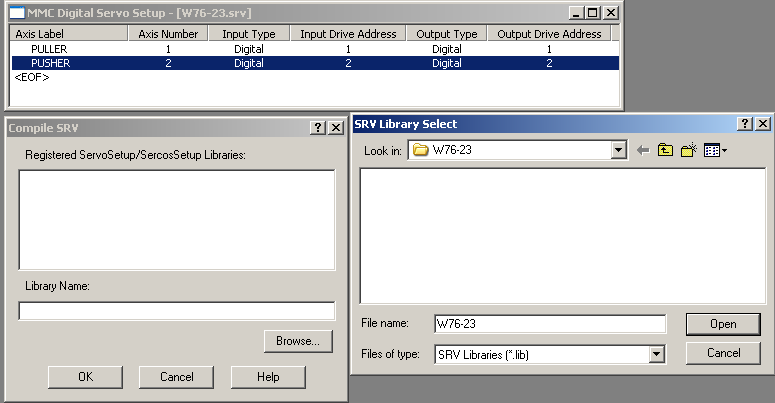 MMC Digital Servo Setup - [W76-23.srv]
Axis Label Axis Number Input Type Input Drive Address Output Type Output Drive Address
PULLER 1 Digital 1 Digital 1
PUSHER 2 Digital 2 Digital 2
<EOF>
Compile SRV
Registered ServoSetup/SercosSetup Libraries:
Library Name:
Browse...
OK Cancel Help
SRV Library Select
Look in: W76-23
File name: W76-23 Open
Files of type: SRV Libraries (*.lib) Cancel